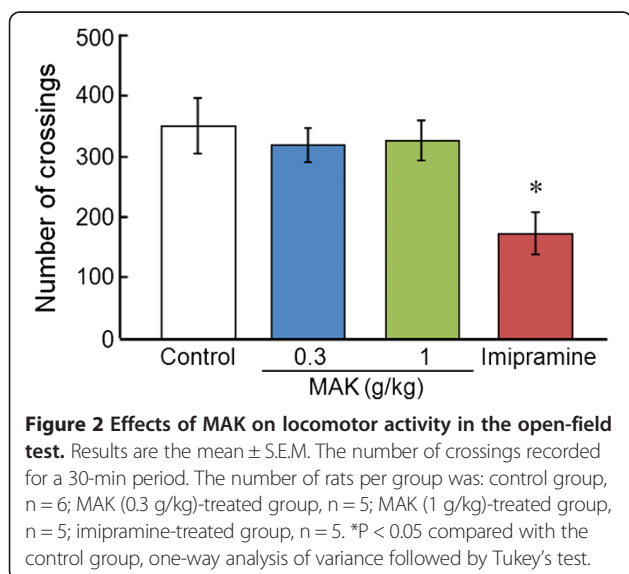 500
400
300
200
100
0
Number of crossings
*
Control 0.3 1 Imipramine
MAK (g/kg)
Figure 2 Effects of MAK on locomotor activity in the open-field
test. Results are the mean ± S.E.M. The number of crossings recorded
for a 30-min period. The number of rats per group was: control group,
n = 6; MAK (0.3 g/kg)-treated group, n = 5; MAK (1 g/kg)-treated group,
n = 5; imipramine-treated group, n = 5. *P < 0.05 compared with the
control group, one-way analysis of variance followed by Tukey's test.